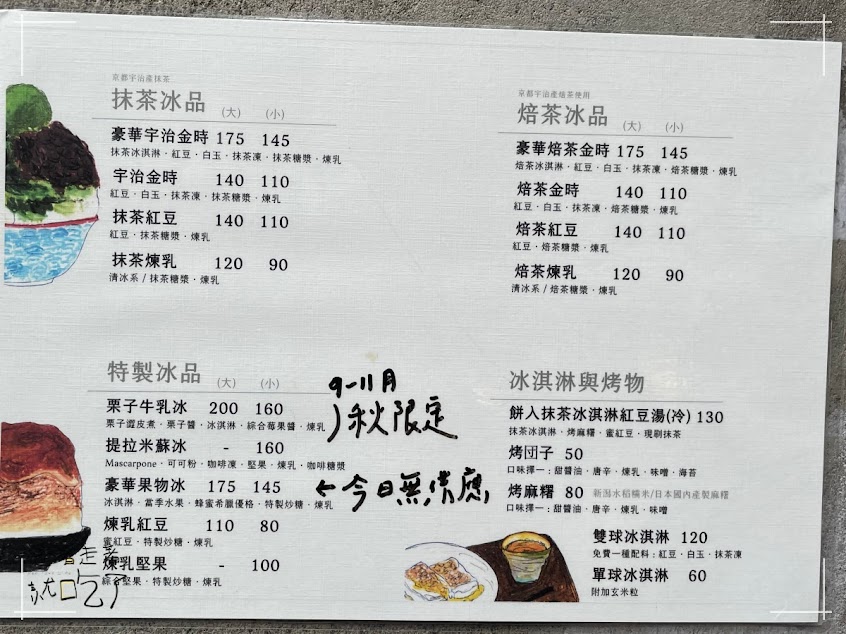 京都宇治產抹茶
抹茶冰品 (大) (小)
豪華宇治金時 175 145
抹茶冰淇淋・紅豆・白玉・抹茶凍・抹茶糖漿・煉乳
宇治金時 140 110
紅豆・白玉・抹茶凍・抹茶糖漿・煉乳
抹茶紅豆 140 110
紅豆・抹茶糖漿・煉乳
抹茶煉乳 120 90
清冰系/抹茶糖漿・煉乳
京都宇治產焙茶使用
焙茶冰品 (大) (小)
豪華焙茶金時 175 145
焙茶冰淇淋・紅豆・白玉・抹茶凍・焙茶糖漿・煉乳
焙茶金時 140 110
紅豆・白玉・抹茶凍・焙茶糖漿・煉乳
焙茶紅豆 140 110
紅豆・焙茶糖漿・煉乳
焙茶煉乳 120 90
清冰系/焙茶糖漿・煉乳
特製冰品 (大) (小)
栗子牛乳冰 200 160
栗子澀皮煮・栗子醬・冰淇淋・綜合莓果醬・煉乳
9-11月
秋限定
提拉米蘇冰 - 160
Mascarpone・可可粉・咖啡凍・堅果・煉乳・咖啡糖漿
豪華果物冰 175 145
←今日無供應
冰淇淋・當季水果・蜂蜜希臘優格・特製炒糖・煉乳
煉乳紅豆 110 80
蜜紅豆・特製炒糖・煉乳
煉乳堅果 - 100
綜合堅果・特製炒糖・煉乳
走著
就口吃了
冰淇淋與烤物
餅入抹茶冰淇淋紅豆湯(冷) 130
抹茶冰淇淋・烤麻糬・蜜紅豆・現刷抹茶
烤団子 50
口味擇一:甜醬油・唐辛・煉乳・味噌・海苔
烤麻糬 80 新潟水稻糯米/日本國內產製麻糬
口味擇一:甜醬油・唐辛・煉乳・味噌
雙球冰淇淋 120
免費一種配料:紅豆・白玉・抹茶凍
單球冰淇淋 60
附加玄米粒